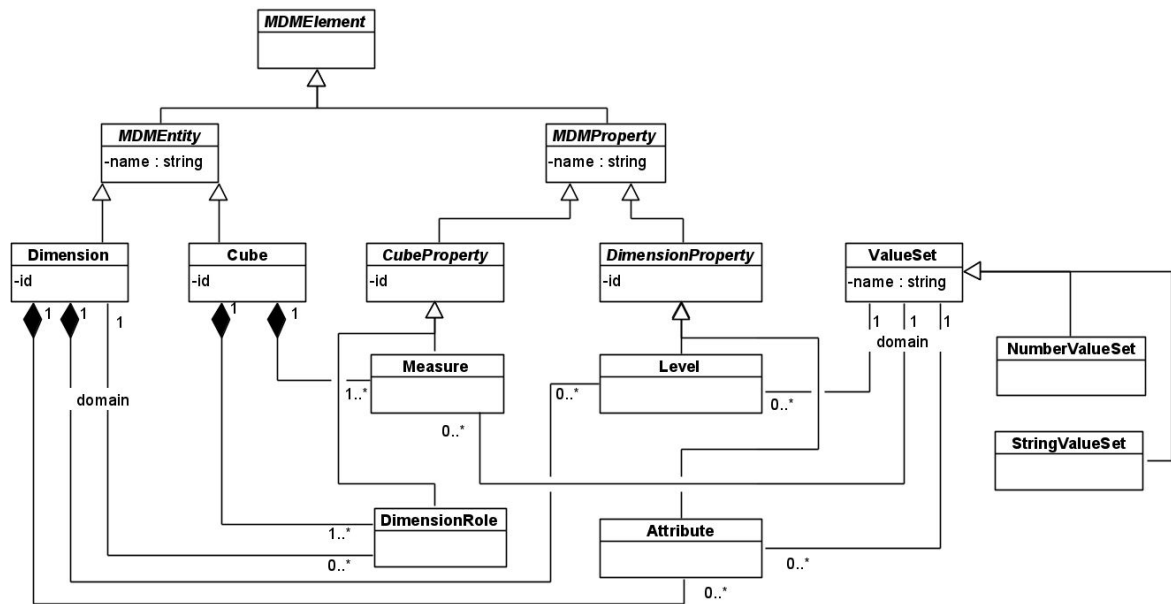 MDMElement
MDMEntity
-name : string
MDMProperty
-name : string
Dimension
-id
Cube
-id
CubeProperty
-id
DimensionProperty
-id
ValueSet
-name : string
1
1
1
1
1
1
1
1
domain
NumberValueSet
Measure
Level
domain
1..*
0..*
0..*
0..*
StringValueSet
DimensionRole
1..*
0..*
Attribute
0..*
0..*